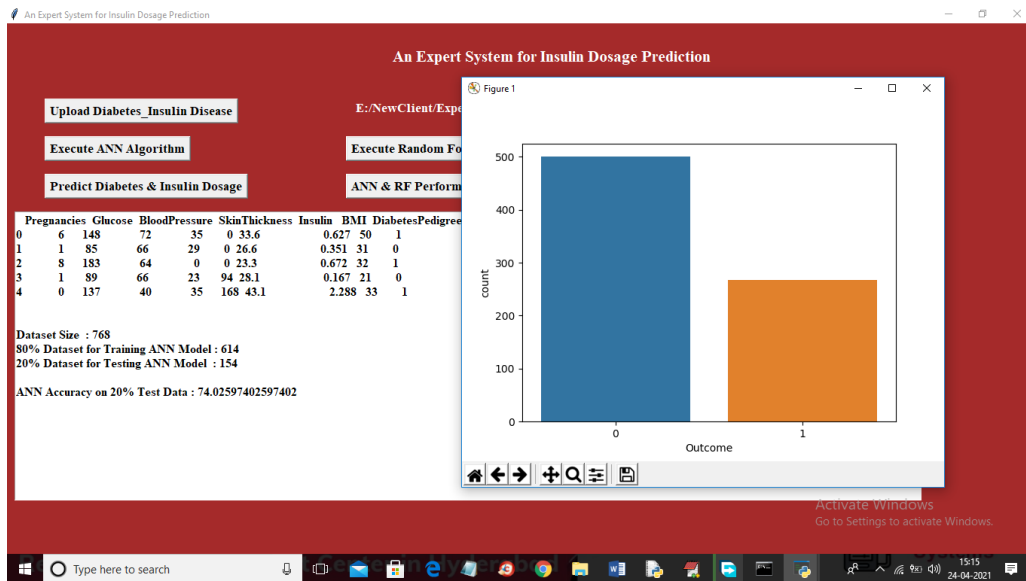 An Expert System for Insulin Dosage Prediction
An Expert System for Insulin Dosage Prediction
Upload Diabetes_Insulin Disease
E:/NewClient/Expe
Execute ANN Algorithm
Execute Random Fo
Predict Diabetes & Insulin Dosage
ANN & RF Perform
Pregnancies Glucose BloodPressure SkinThickness Insulin BMI DiabetesPedigree
0 6 148 72 35 0 33.6 0.627 50 1
1 1 85 66 29 0 26.6 0.351 31 0
2 8 183 64 0 0 23.3 0.672 32 1
3 1 89 66 23 94 28.1 0.167 21 0
4 0 137 40 35 168 43.1 2.288 33 1
Dataset Size : 768
80% Dataset for Training ANN Model : 614
20% Dataset for Testing ANN Model : 154
ANN Accuracy on 20% Test Data : 74.02597402597402
Figure 1
500
400
300
200
100
0
count
0 1
Outcome
Activate Windows
Go to Settings to activate Windows.
Type here to search
15:15
24-04-2021